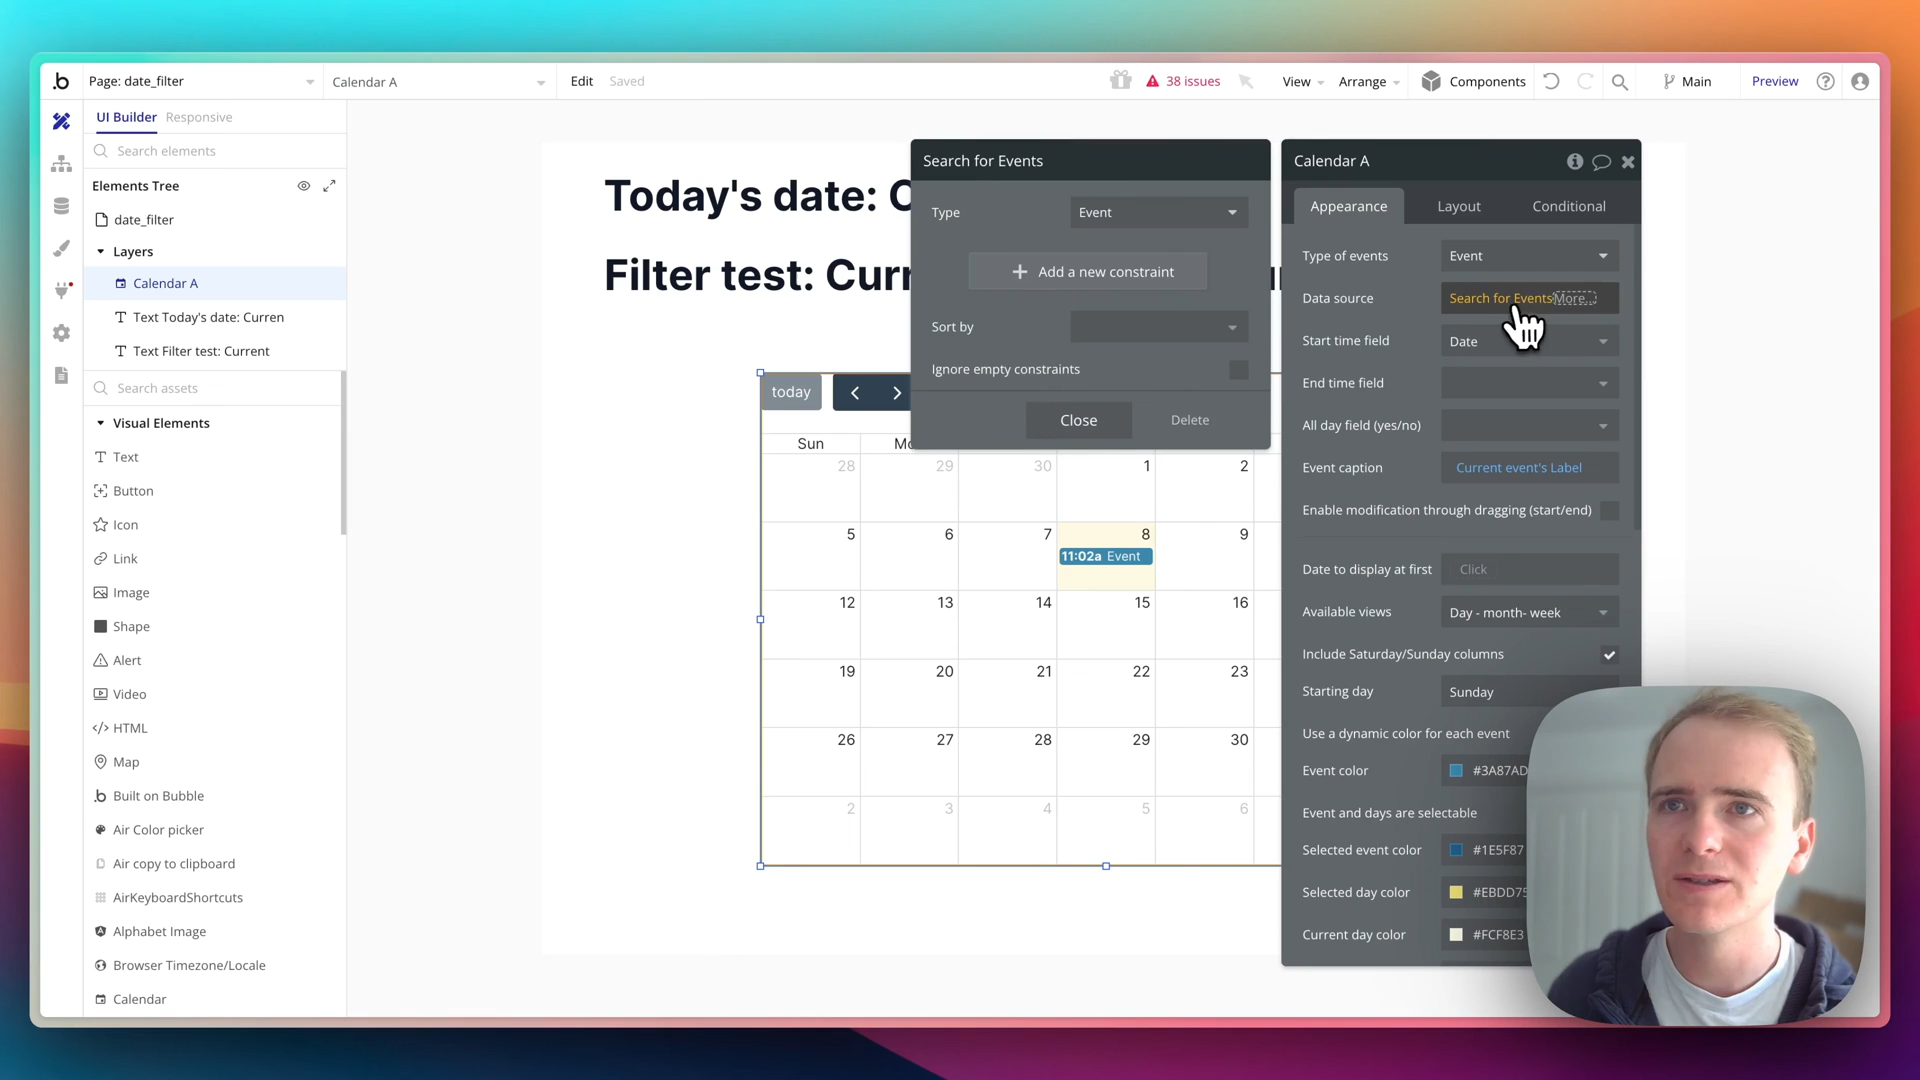 Page: date_filter
Calendar A
Edit
Saved
38 issues
View
Arrange
Components
Main
Preview
UI Builder
Responsive
Search elements
Elements Tree
date_filter
Layers
Calendar A
Text Today's date: Curren
Text Filter test: Current
Search assets
Visual Elements
Text
Button
Icon
Link
Image
Shape
Alert
Video
HTML
Map
Built on Bubble
Air Color picker
Air copy to clipboard
AirKeyboardShortcuts
Alphabet Image
Browser Timezone/Locale
Calendar
Today's date: C
Filter test: Curr
today
Sun
28 29 30 1 2
5 6 7 8 9
11:02a Event
12 13 14 15 16
19 20 21 22 23
26 27 28 29 30
2 3 4 5 6
Search for Events
Type
Event
+ Add a new constraint
Sort by
Ignore empty constraints
Close
Delete
Calendar A
Appearance
Layout
Conditional
Type of events
Event
Data source
Search for Events More...
Start time field
Date
End time field
All day field (yes/no)
Event caption
Current event's Label
Enable modification through dragging (start/end)
Date to display at first
Click
Available views
Day - month- week
Include Saturday/Sunday columns
Starting day
Sunday
Use a dynamic color for each event
Event color
#3A87AD
Event and days are selectable
Selected event color
#1E5F87
Selected day color
#EBDD75
Current day color
#FCF8E3